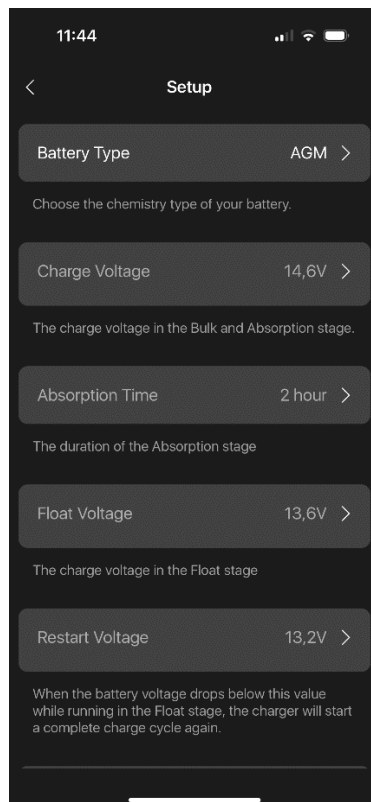 11:44
Setup
Battery Type AGM
Choose the chemistry type of your battery.
Charge Voltage 14,6V
The charge voltage in the Bulk and Absorption stage.
Absorption Time 2 hour
The duration of the Absorption stage
Float Voltage 13,6V
The charge voltage in the Float stage
Restart Voltage 13,2V
When the battery voltage drops below this value
while running in the Float stage, the charger will start
a complete charge cycle again.